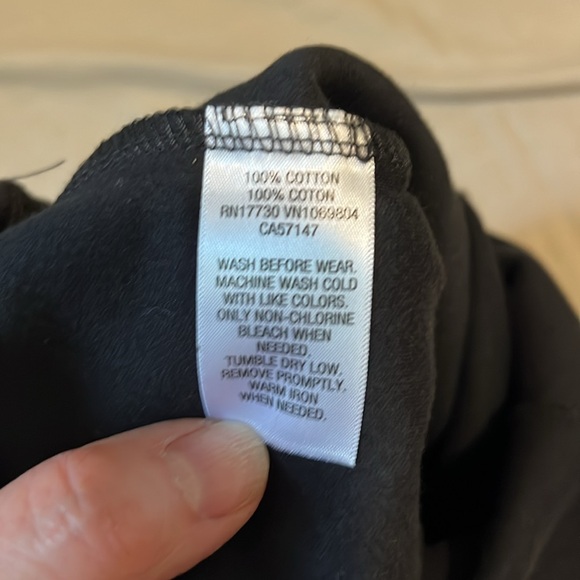 100% COTTON
100% COTON
RN17730 VN1069804
CA57147
WASH BEFORE WEAR.
MACHINE WASH COLD
WITH LIKE COLORS.
ONLY NON-CHLORINE
BLEACH WHEN
NEEDED.
TUMBLE DRY LOW.
REMOVE PROMPTLY.
WARM IRON
WHEN NEEDED.